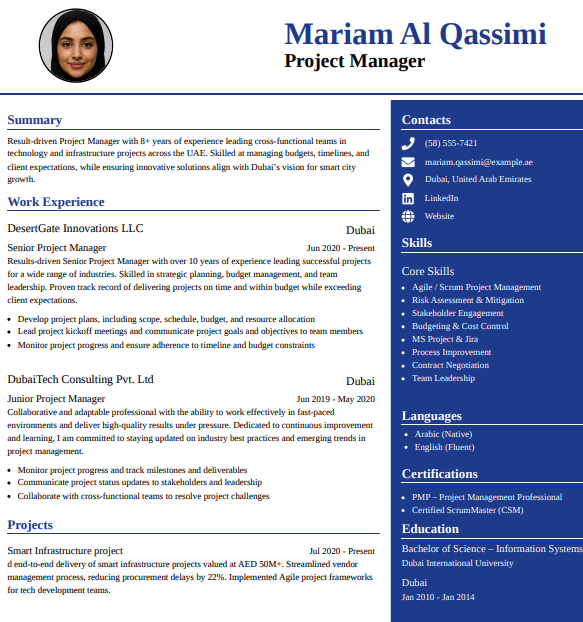 Mariam Al Qassimi
Project Manager
Summary
Result-driven Project Manager with 8+ years of experience leading cross-functional teams in
technology and infrastructure projects across the UAE. Skilled at managing budgets, timelines, and
client expectations, while ensuring innovative solutions align with Dubai's vision for smart city
growth.
Work Experience
DesertGate Innovations LLC Dubai
Senior Project Manager Jun 2020 - Present
Results-driven Senior Project Manager with over 10 years of experience leading successful projects
for a wide range of industries. Skilled in strategic planning, budget management, and team
leadership. Proven track record of delivering projects on time and within budget while exceeding
client expectations.
• Develop project plans, including scope, schedule, budget, and resource allocation
• Lead project kickoff meetings and communicate project goals and objectives to team members
• Monitor project progress and ensure adherence to timeline and budget constraints
DubaiTech Consulting Pvt. Ltd Dubai
Junior Project Manager Jun 2019 - May 2020
Collaborative and adaptable professional with the ability to work effectively in fast-paced
environments and deliver high-quality results under pressure. Dedicated to continuous improvement
and learning, I am committed to staying updated on industry best practices and emerging trends in
project management.
• Monitor project progress and track milestones and deliverables
• Communicate project status updates to stakeholders and leadership
• Collaborate with cross-functional teams to resolve project challenges
Projects
Smart Infrastructure project Jul 2020 - Present
d end-to-end delivery of smart infrastructure projects valued at AED 50M+. Streamlined vendor
management process, reducing procurement delays by 22%. Implemented Agile project frameworks
for tech development teams.
Contacts
(58) 555-7421
mariam.qassimi@example.ae
Dubai, United Arab Emirates
LinkedIn
Website
Skills
Core Skills
• Agile / Scrum Project Management
• Risk Assessment & Mitigation
• Stakeholder Engagement
• Budgeting & Cost Control
• MS Project & Jira
• Process Improvement
• Contract Negotiation
• Team Leadership
Languages
• Arabic (Native)
• English (Fluent)
Certifications
• PMP – Project Management Professional
• Certified ScrumMaster (CSM)
Education
Bachelor of Science – Information Systems
Dubai International University
Dubai
Jan 2010 - Jan 2014